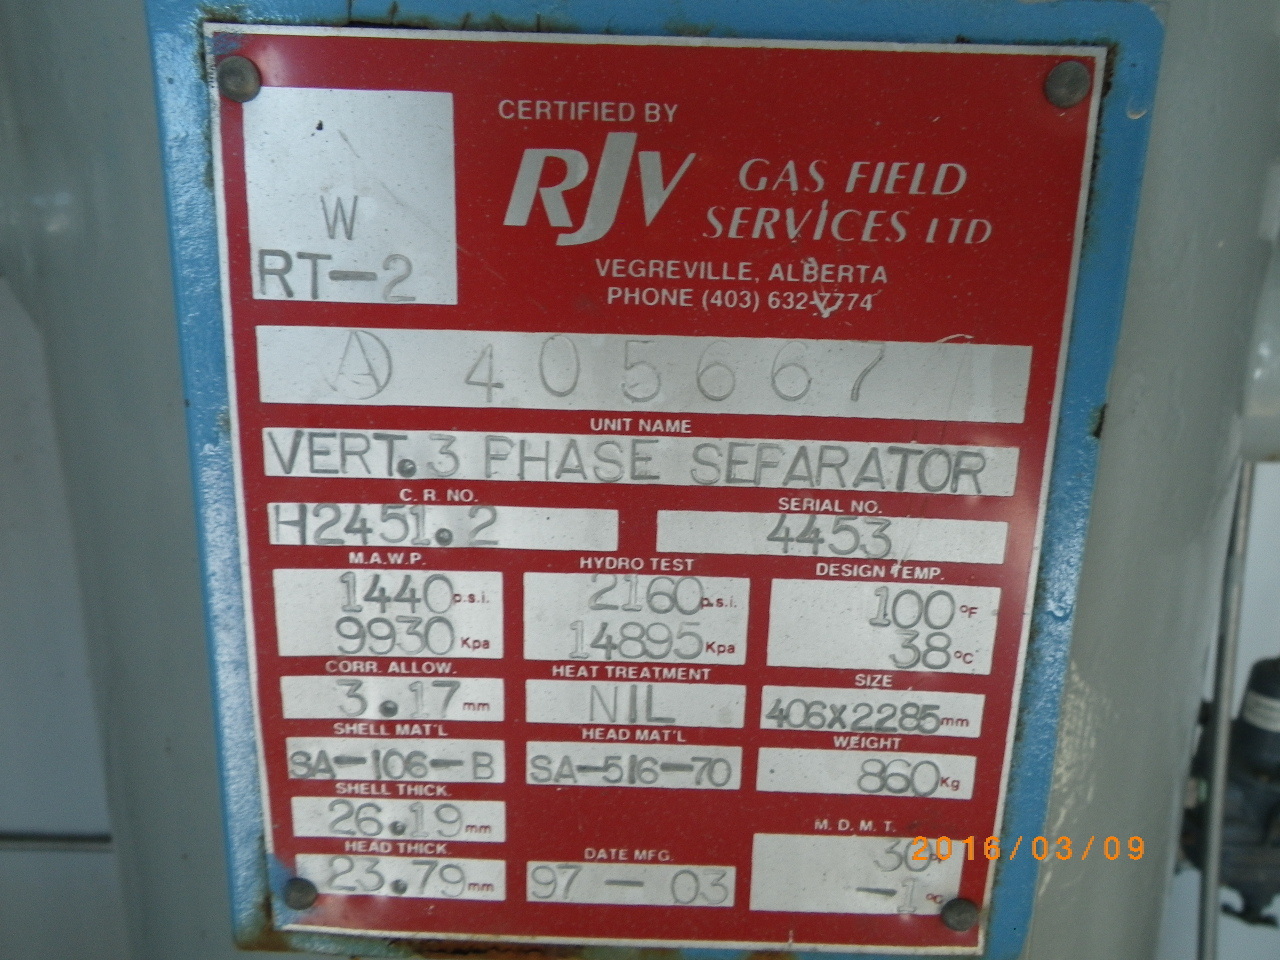 CERTIFIED BY
RJV GAS FIELD
SERVICES LTD
VEGREVILLE, ALBERTA
PHONE (403) 632-7774
W
RT-2
Ⓐ 405667
UNIT NAME
VERT. 3 PHASE SEPARATOR
C. R. NO. SERIAL NO.
H2451.2 4453
M.A.W.P. HYDRO TEST DESIGN TEMP.
1440 p.s.i. 2160 p.s.i. 100 °F
9930 Kpa 14895 Kpa 38 °C
CORR. ALLOW. HEAT TREATMENT SIZE
3.17 mm NIL 406X2285 mm
SHELL MAT'L HEAD MAT'L WEIGHT
SA-106-B SA-516-70 860 Kg
SHELL THICK.
26.19 mm
HEAD THICK. DATE MFG. M. D. M. T.
23.79 mm 97-03 30 °F
-1 °C
2016/03/09